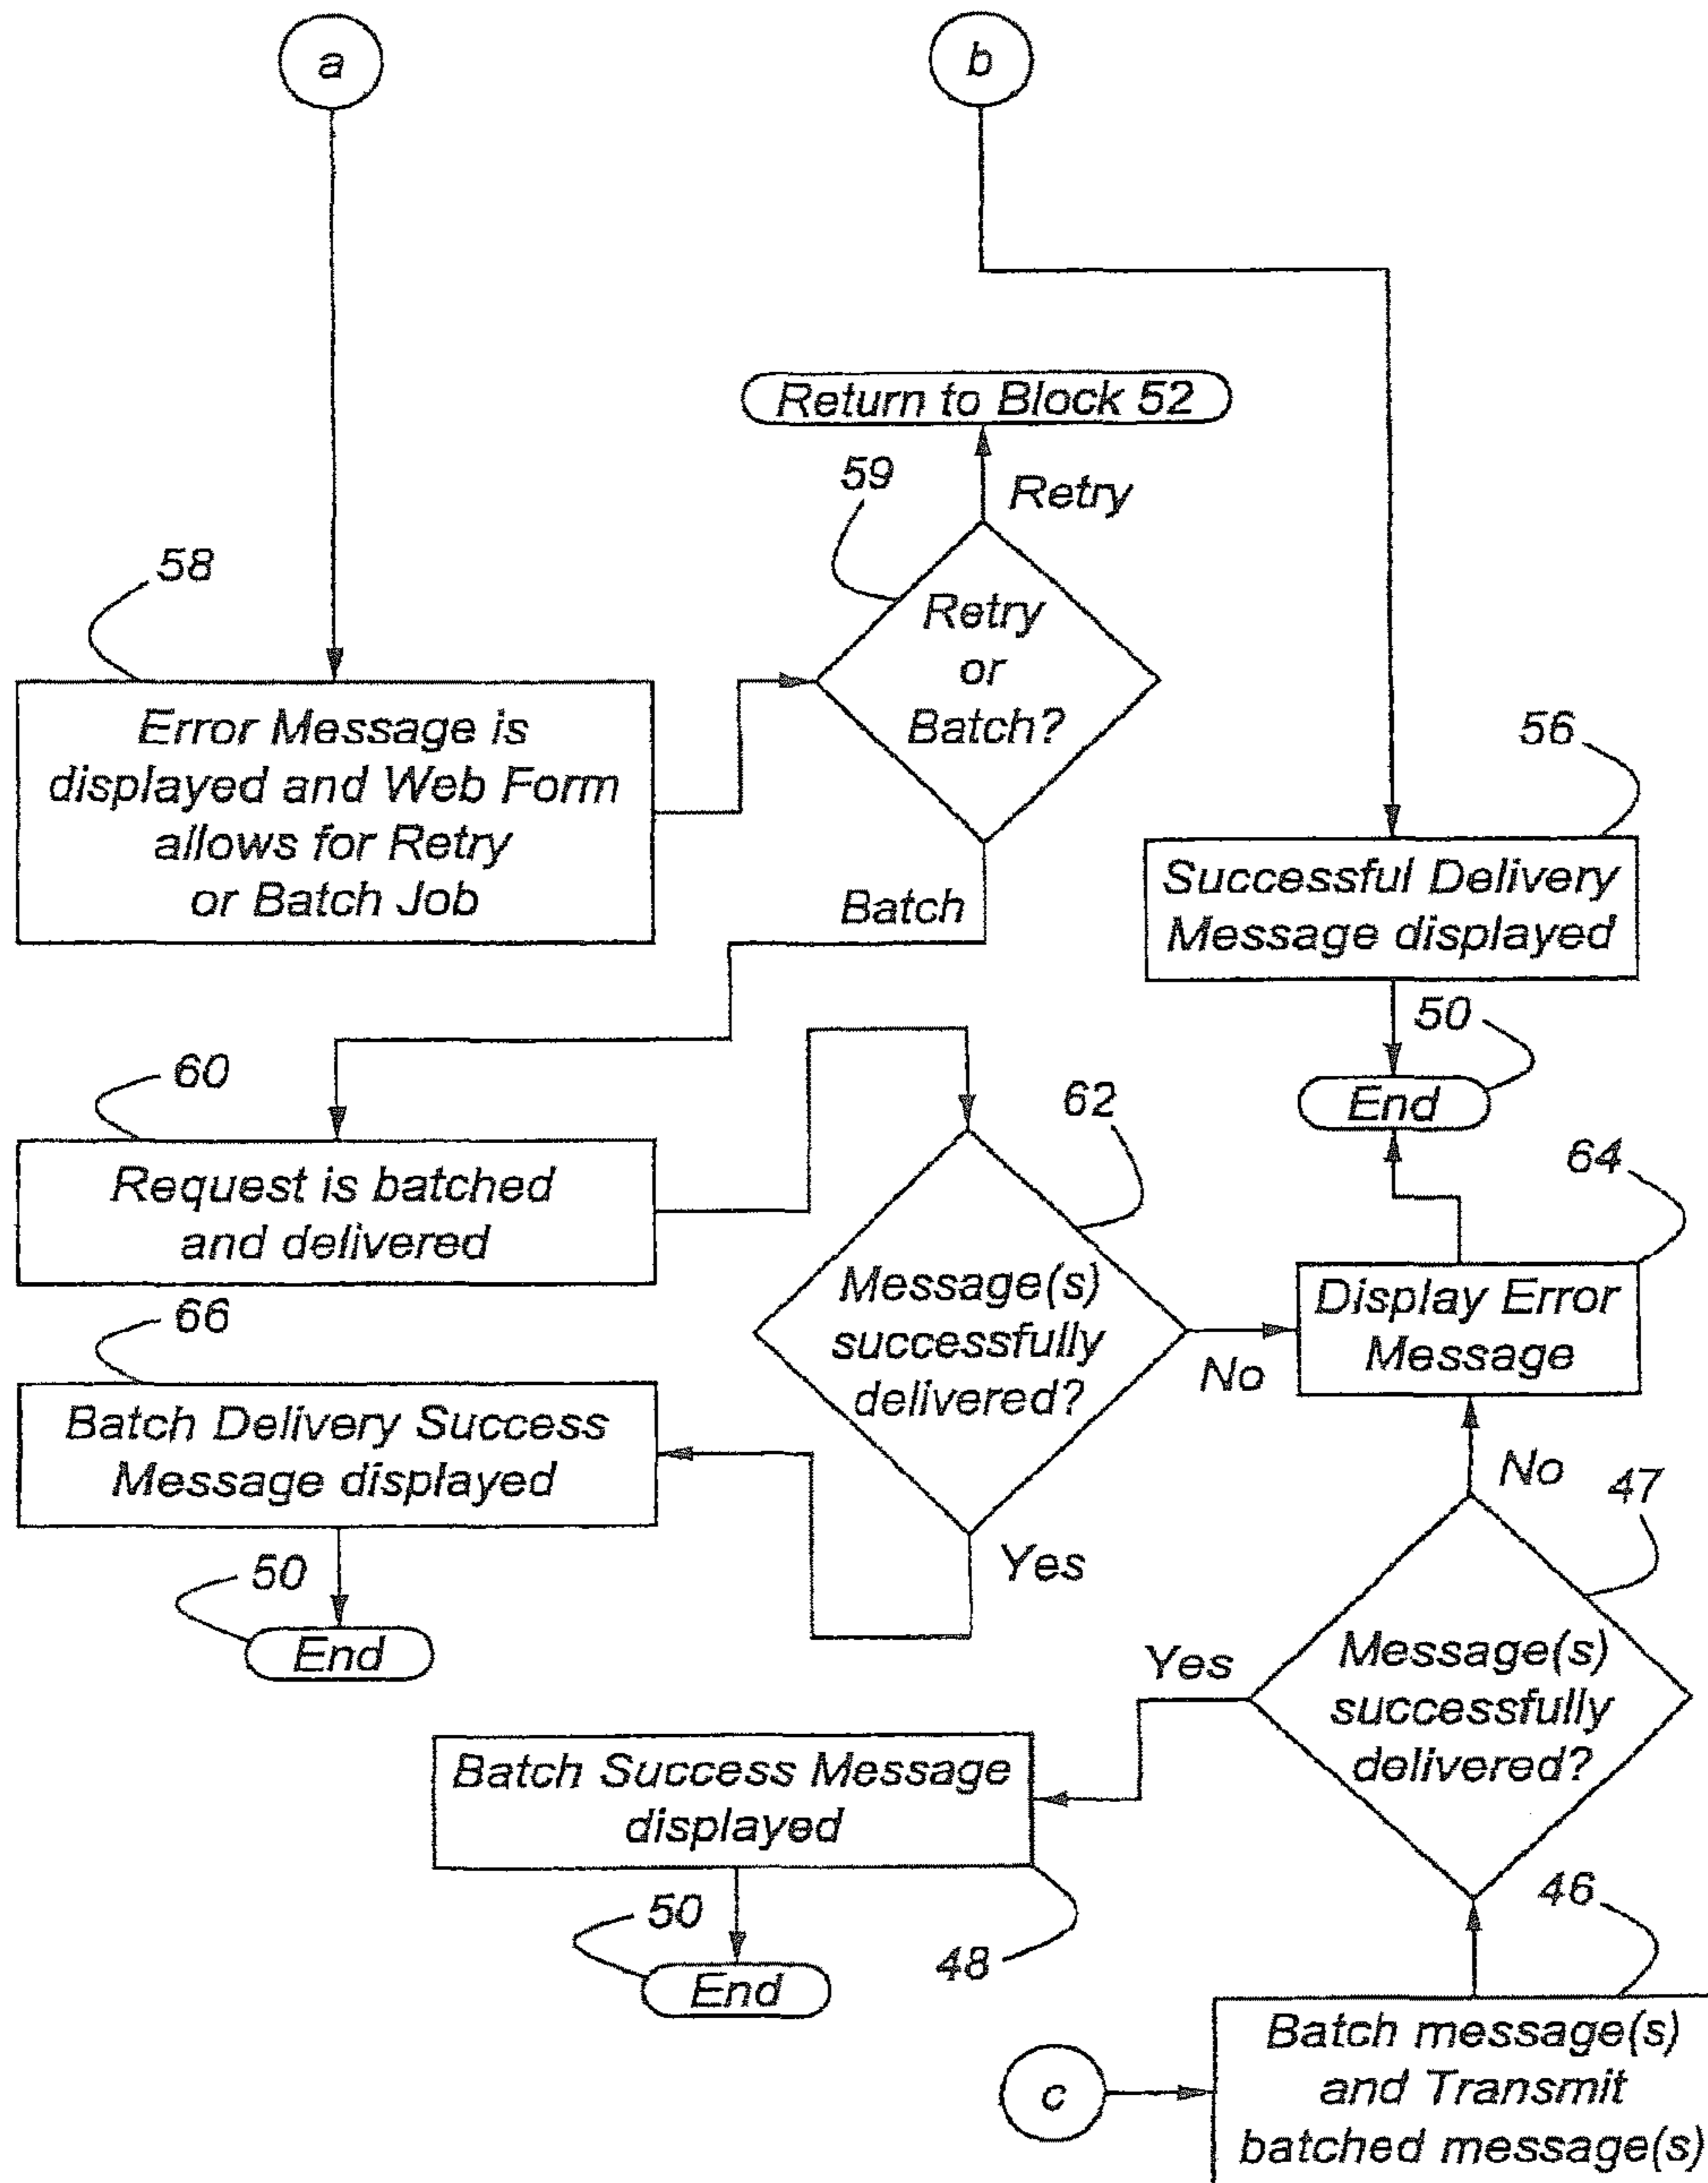 a
b
Return to Block 52
59
Retry
58
Retry
or
Batch?
Error Message is
displayed and Web Form
allows for Retry
or Batch Job
56
Successful Delivery
Message displayed
Batch
50
End
60
62
Request is batched
and delivered
64
Message(s)
successfully
delivered?
No
Display Error
Message
66
Batch Delivery Success
Message displayed
Yes
No
47
50
End
Message(s)
successfully
delivered?
Yes
Batch Success Message
displayed
48
50
End
46
c
Batch message(s)
and Transmit
batched message(s)